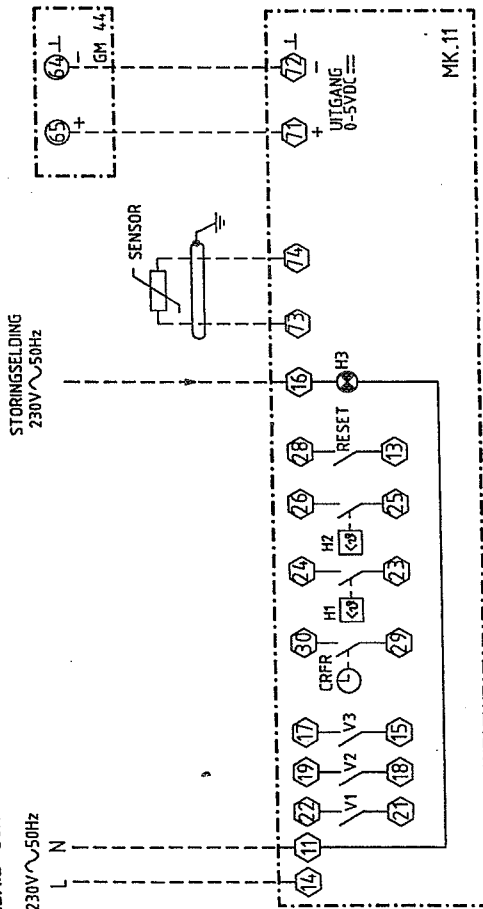 64 ⊥
-
GM 44
65
+
72 ⊥
-
71
+
UITGANG
0-5VDC
MK.11
SENSOR
74
73
STORINGSELDING
230V 50Hz
16
H3
28
RESET
13
26
H2
25
24
H1
23
30
CRFR
29
17
V3
15
19
V2
18
22
V1
21
230V 50Hz
N
L
11
14